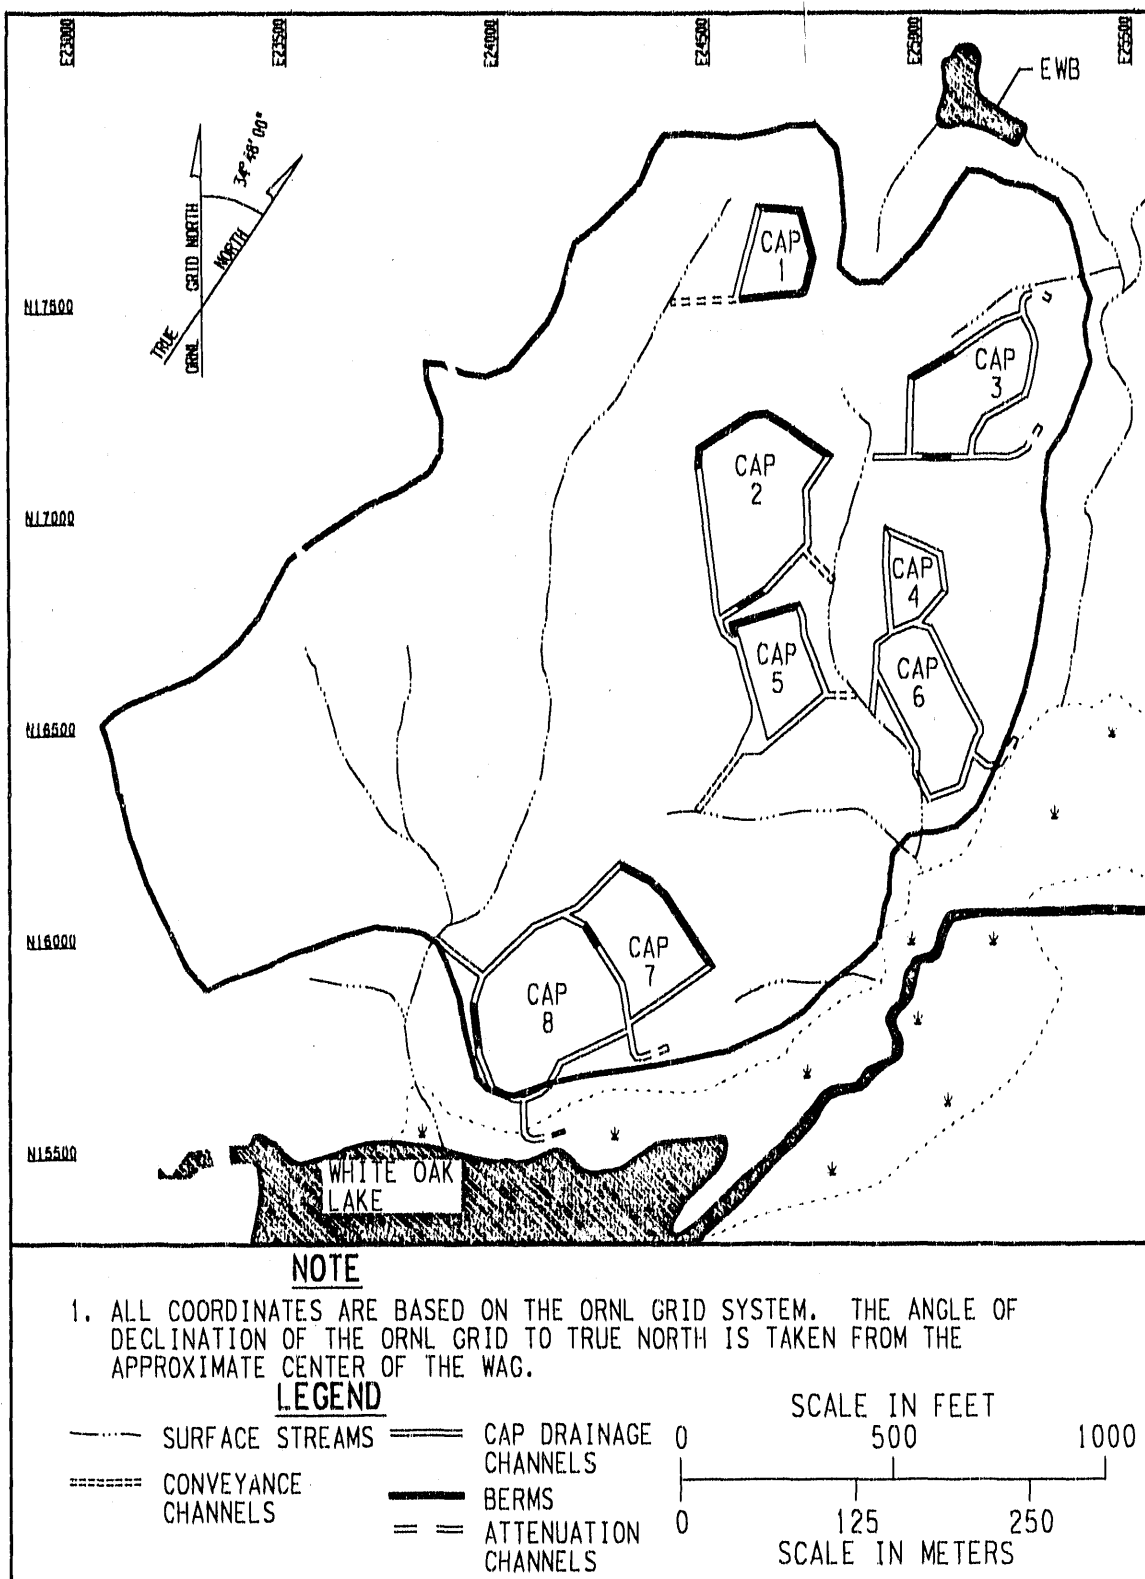 E23000
E23500
E24000
E24500
E25000
E25500
EWB
34° 48' 00"
GRID NORTH
ORNL
NORTH
TRUE
N17500
N17000
N16500
N16000
N15500
CAP
1
CAP
2
CAP
3
CAP
4
CAP
5
CAP
6
CAP
7
CAP
8
WHITE OAK
LAKE
NOTE
1. ALL COORDINATES ARE BASED ON THE ORNL GRID SYSTEM. THE ANGLE OF
DECLINATION OF THE ORNL GRID TO TRUE NORTH IS TAKEN FROM THE
APPROXIMATE CENTER OF THE WAG.
LEGEND
SURFACE STREAMS
CONVEYANCE
CHANNELS
CAP DRAINAGE
CHANNELS
BERMS
ATTENUATION
CHANNELS
SCALE IN FEET
0 500 1000
0 125 250
SCALE IN METERS